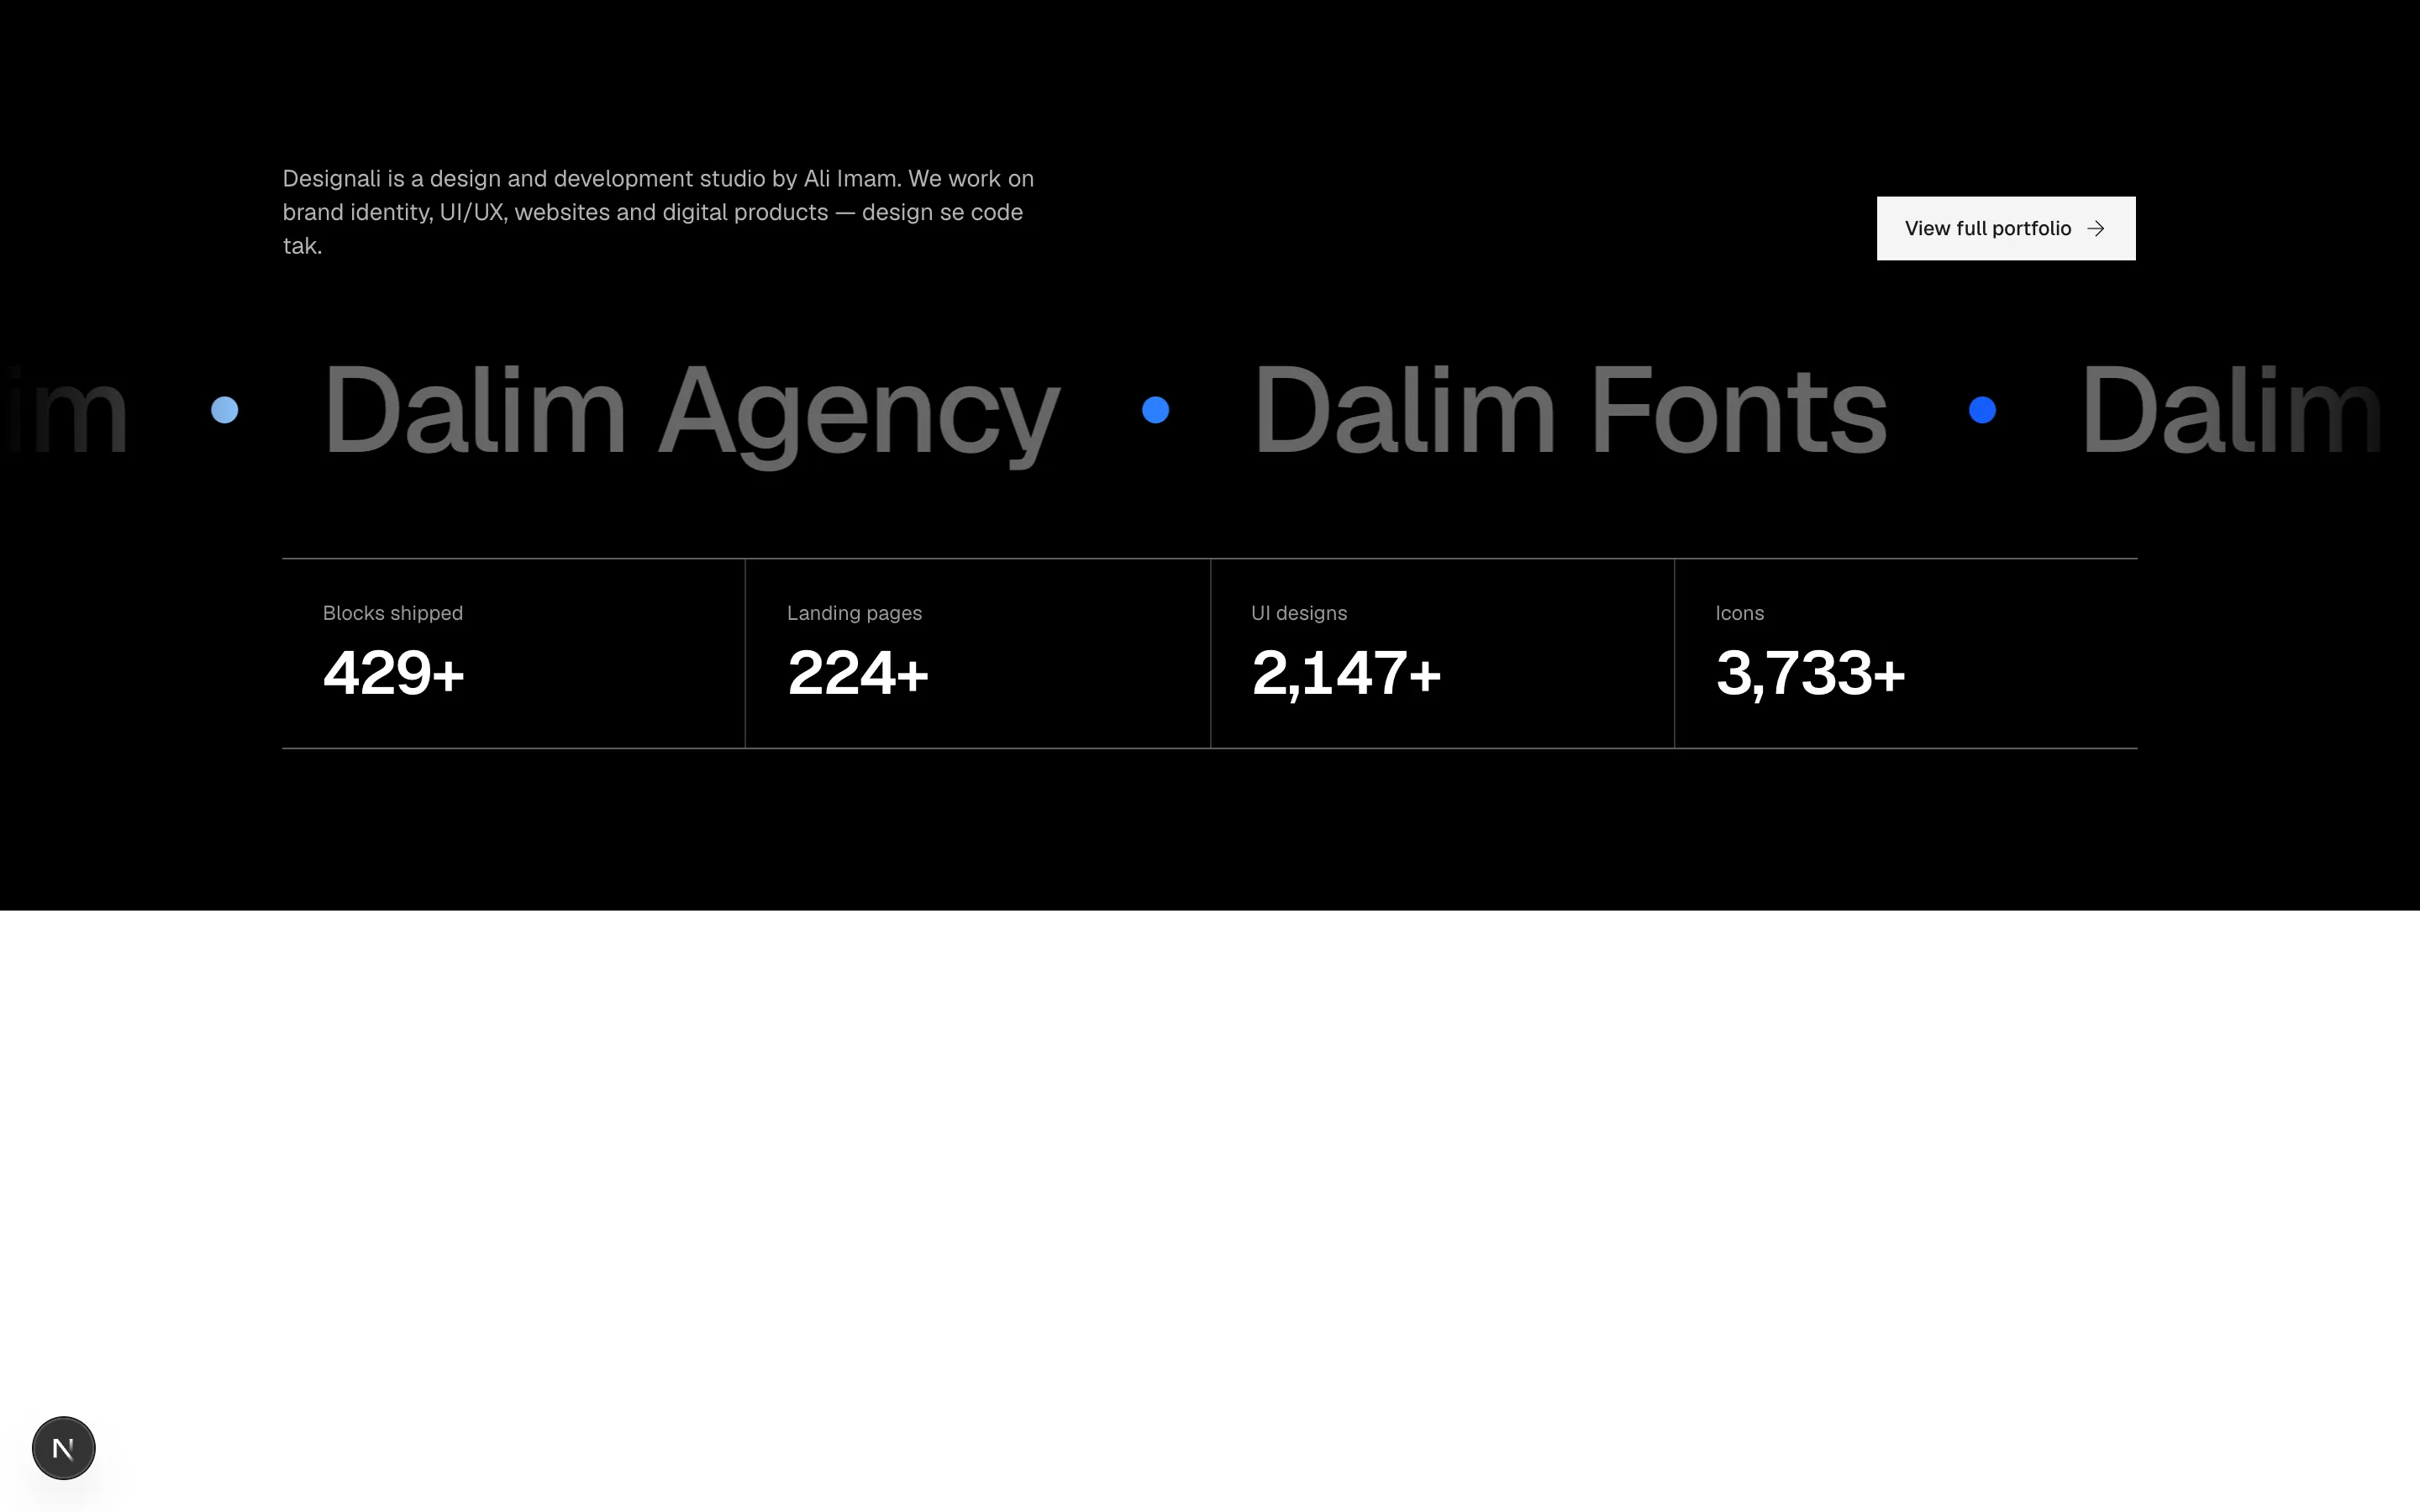 Designali is a design and development studio by Ali Imam. We work on
brand identity, UI/UX, websites and digital products — design se code
tak.
View full portfolio
im Dalim Agency Dalim Fonts Dalim
Blocks shipped Landing pages UI designs Icons
429+ 224+ 2,147+ 3,733+
N